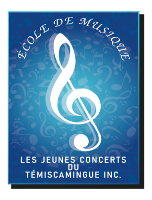 ÉCOLE DE MUSIQUE
LES JEUNES CONCERTS
DU
TÉMISCAMINGUE INC.